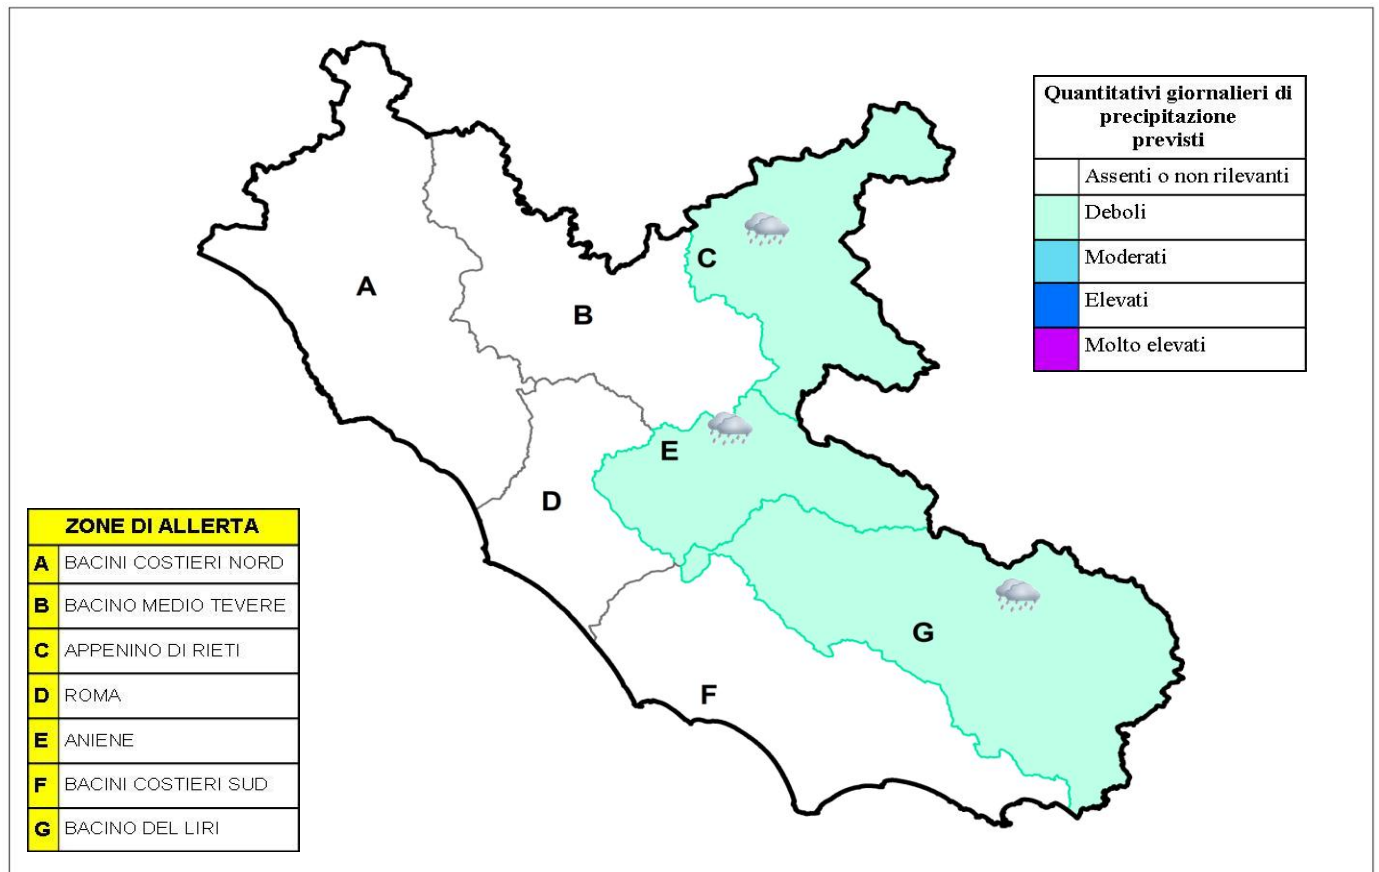 Quantitativi giornalieri di
precipitazione
previsti
Assenti o non rilevanti
Deboli
Moderati
Elevati
Molto elevati
A
B
C
D
E
F
G
ZONE DI ALLERTA
A BACINI COSTIERI NORD
B BACINO MEDIO TEVERE
C APPENINO DI RIETI
D ROMA
E ANIENE
F BACINI COSTIERI SUD
G BACINO DEL LIRI